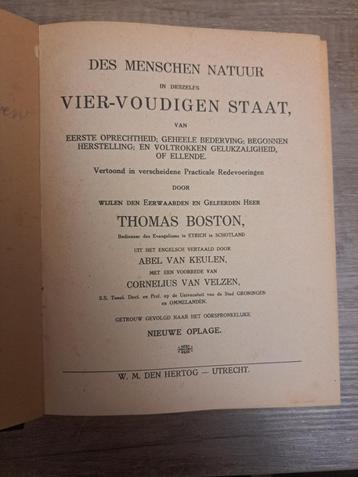 DES MENSCHEN NATUUR
IN DESZELFS
VIER-VOUDIGEN STAAT,
VAN
EERSTE OPRECHTHEID; GEHEELE BEDERVING; BEGONNEN
HERSTELLING; EN VOLTROKKEN GELUKZALIGHEID,
OF ELLENDE.
Vertoond in verscheidene Practicale Redevoeringen
DOOR
WIJLEN DEN EERWAARDEN EN GELEERDEN HEER
THOMAS BOSTON,
Bedienaar des Evangeliums te ETRICH in SCHOTLAND
UIT HET ENGELSCH VERTAALD DOOR
ABEL VAN KEULEN,
MET EEN VOORREDE VAN
CORNELIUS VAN VELZEN,
S.S. Theol. Doct. en Prof. op de Universiteit van de Stad GRONINGEN
en OMMELANDEN.
GETROUW GEVOLGD NAAR HET OORSPRONKELIJKE.
NIEUWE OPLAGE.
W. M. DEN HERTOG — UTRECHT.